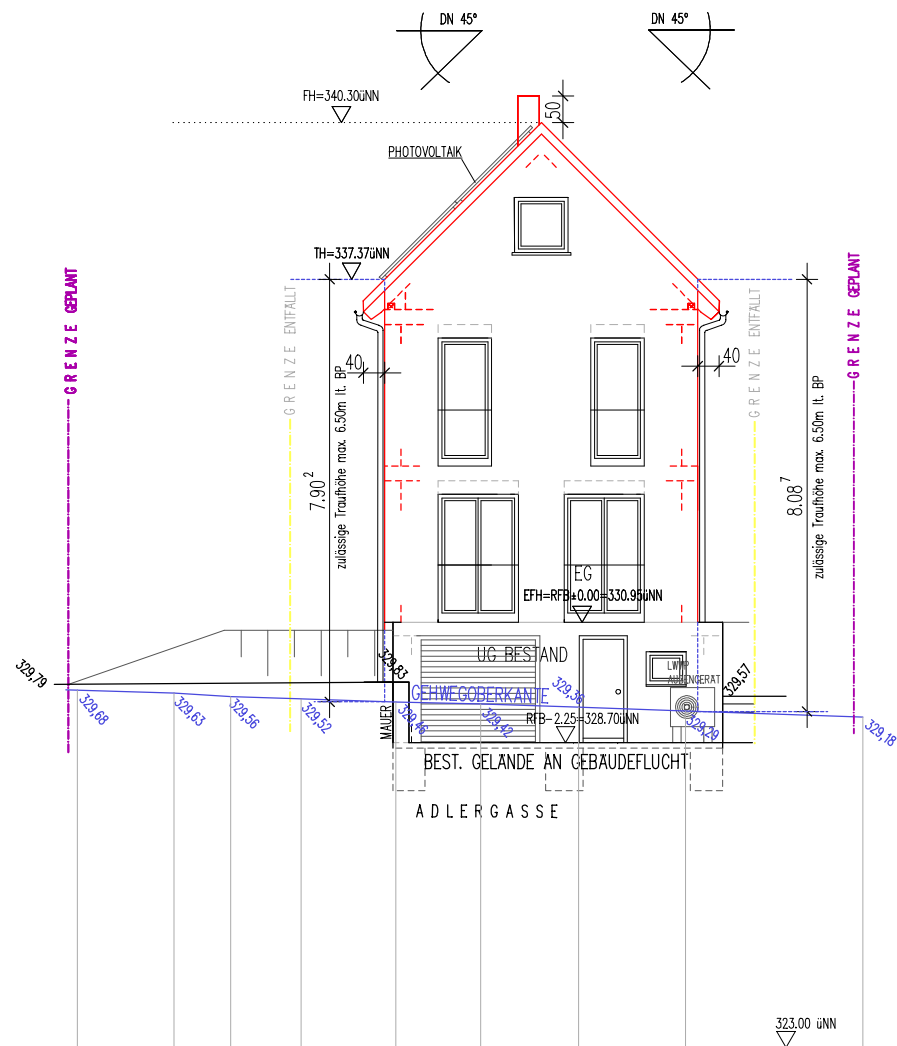 DN 45°
DN 45°
FH=340.30üNN
50
PHOTOVOLTAIK
TH=337.37üNN
GRENZE GEPLANT
GRENZE ENTFÄLLT
GRENZE ENTFÄLLT
GRENZE GEPLANT
40
40
7.90²
zulässige Traufhöhe max. 6.50m lt. BP
8.08⁷
zulässige Traufhöhe max. 6.50m lt. BP
EG
EFH=RFB±0.00=330.95üNN
UG BESTAND
329,79
329,83
329,57
LWWP
AUßENGERÄT
GEHWEGOBERKANTE
329,68
329,63
329,56
329,52
329,46
329,42
329,36
329,29
329,18
MAUER
RFB-2.25=328.70üNN
BEST. GELÄNDE AN GEBÄUDEFLUCHT
ADLERGASSE
323.00 üNN